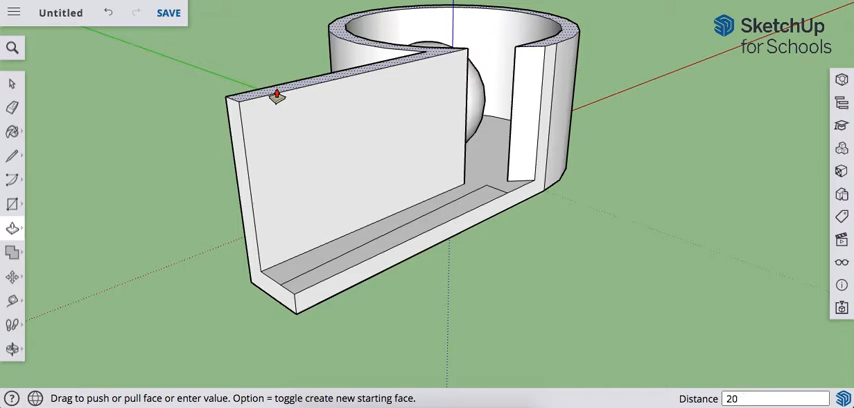 Untitled
SAVE
SketchUp
for Schools
Drag to push or pull face or enter value. Option = toggle create new starting face.
Distance 20